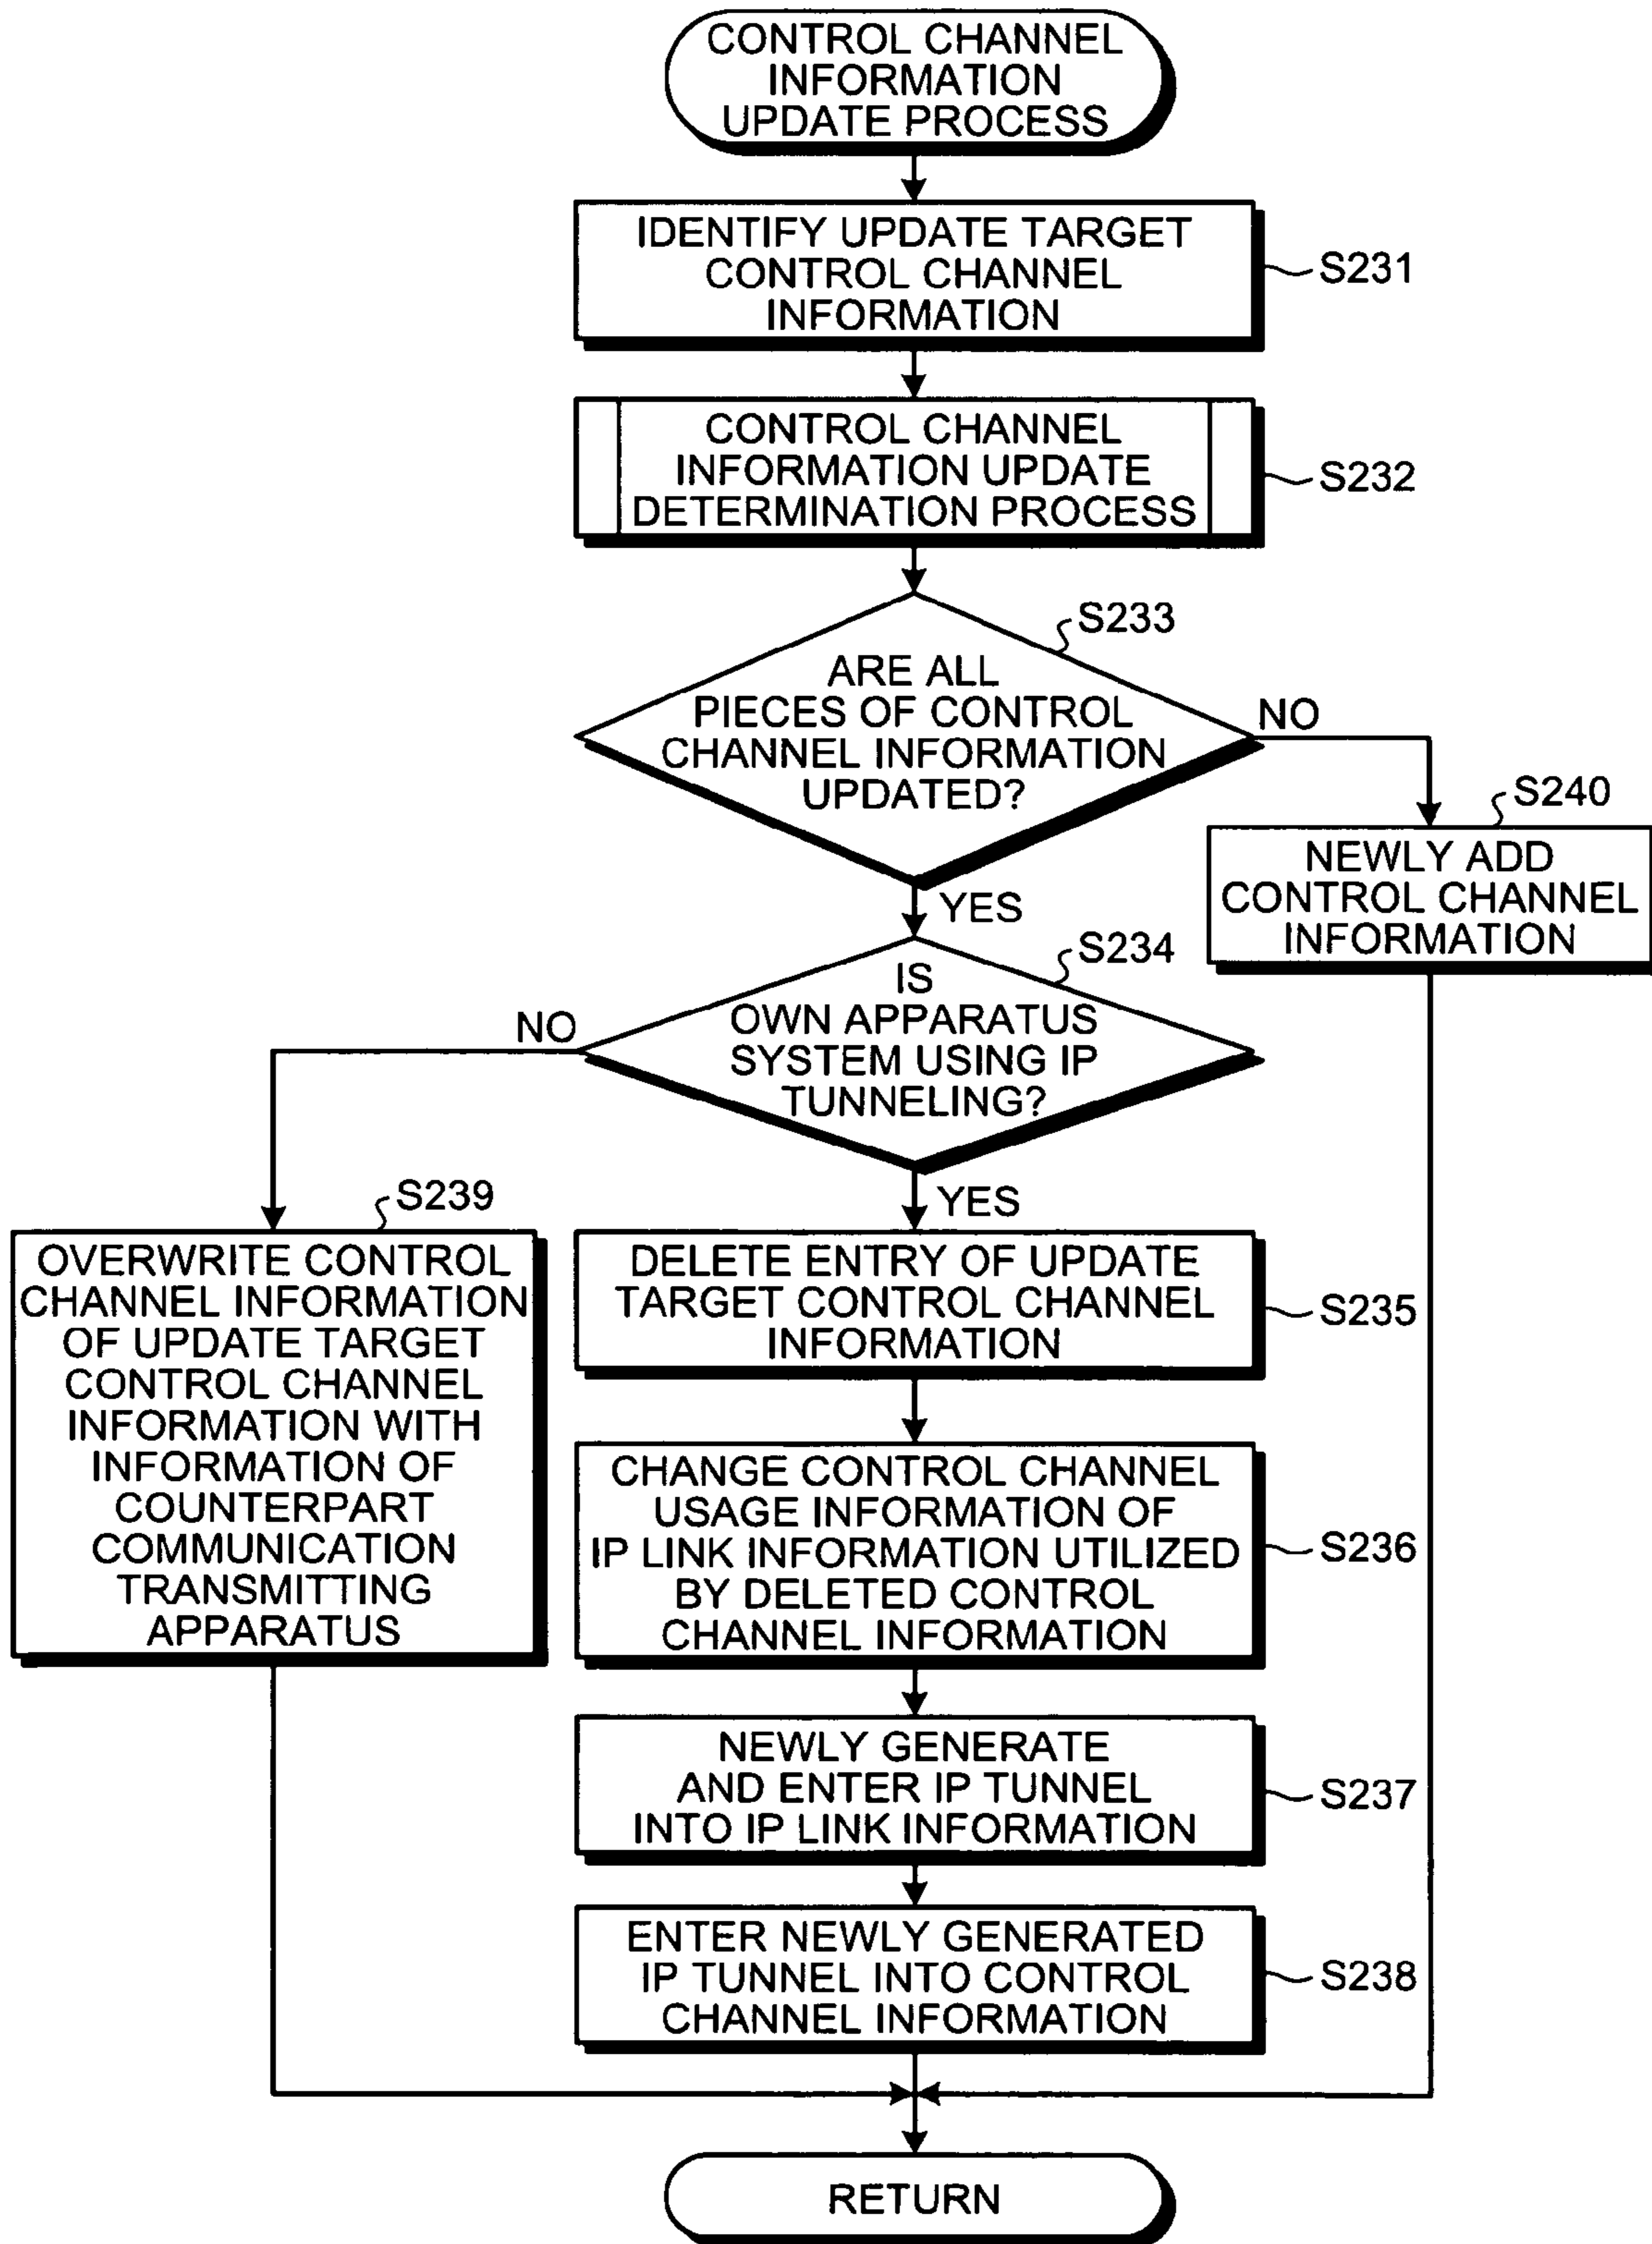 CONTROL CHANNEL
INFORMATION
UPDATE PROCESS
IDENTIFY UPDATE TARGET
CONTROL CHANNEL
INFORMATION
S231
CONTROL CHANNEL
INFORMATION UPDATE
DETERMINATION PROCESS
S232
S233
ARE ALL
PIECES OF CONTROL
CHANNEL INFORMATION
UPDATED?
NO
YES
S240
NEWLY ADD
CONTROL CHANNEL
INFORMATION
S234
IS
OWN APPARATUS
SYSTEM USING IP
TUNNELING?
NO
YES
S239
OVERWRITE CONTROL
CHANNEL INFORMATION
OF UPDATE TARGET
CONTROL CHANNEL
INFORMATION WITH
INFORMATION OF
COUNTERPART
COMMUNICATION
TRANSMITTING
APPARATUS
DELETE ENTRY OF UPDATE
TARGET CONTROL CHANNEL
INFORMATION
S235
CHANGE CONTROL CHANNEL
USAGE INFORMATION OF
IP LINK INFORMATION UTILIZED
BY DELETED CONTROL
CHANNEL INFORMATION
S236
NEWLY GENERATE
AND ENTER IP TUNNEL
INTO IP LINK INFORMATION
S237
ENTER NEWLY GENERATED
IP TUNNEL INTO CONTROL
CHANNEL INFORMATION
S238
RETURN